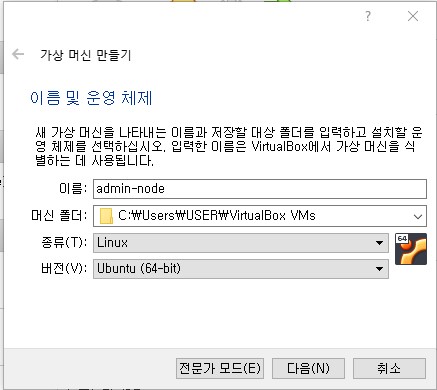 가상 머신 만들기
이름 및 운영 체제
새 가상 머신을 나타내는 이름과 저장할 대상 폴더를 입력하고 설치할 운
영 체제를 선택하십시오. 입력한 이름은 VirtualBox에서 가상 머신을 식
별하는 데 사용됩니다.
이름: admin-node
머신 폴더: C:₩Users₩USER₩VirtualBox VMs
종류(T): Linux
64
버전(V): Ubuntu (64-bit)
전문가 모드(E) 다음(N) 취소